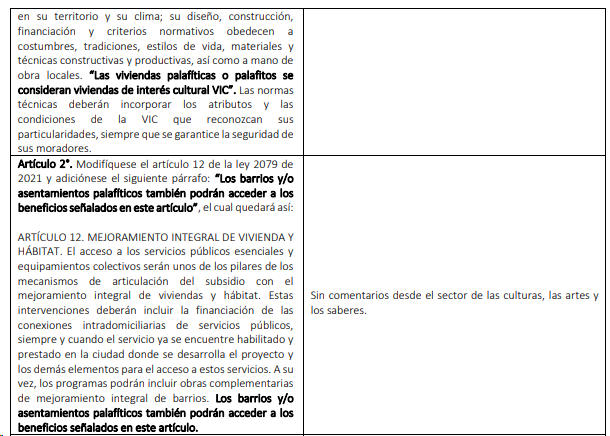 en su territorio y su clima; su diseño, construcción,
financiación y criterios normativos obedecen a
costumbres, tradiciones, estilos de vida, materiales y
técnicas constructivas y productivas, así como a mano de
obra locales. “Las viviendas palafíticas o palafitos se
consideran viviendas de interés cultural VIC”. Las normas
técnicas deberán incorporar los atributos y las
condiciones de la VIC que reconozcan sus
particularidades, siempre que se garantice la seguridad de
sus moradores.
Artículo 2°. Modifíquese el artículo 12 de la ley 2079 de
2021 y adiciónese el siguiente párrafo: “Los barrios y/o
asentamientos palafíticos también podrán acceder a los
beneficios señalados en este artículo”, el cual quedará así:
ARTÍCULO 12. MEJORAMIENTO INTEGRAL DE VIVIENDA Y
HÁBITAT. El acceso a los servicios públicos esenciales y
equipamientos colectivos serán unos de los pilares de los
mecanismos de articulación del subsidio con el
mejoramiento integral de viviendas y hábitat. Estas
intervenciones deberán incluir la financiación de las
conexiones intradomiciliarias de servicios públicos,
siempre y cuando el servicio ya se encuentre habilitado y
prestado en la ciudad donde se desarrolla el proyecto y
los demás elementos para el acceso a estos servicios. A su
vez, los programas podrán incluir obras complementarias
de mejoramiento integral de barrios. Los barrios y/o
asentamientos palafíticos también podrán acceder a los
beneficios señalados en este artículo.
Sin comentarios desde el sector de las culturas, las artes y
los saberes.